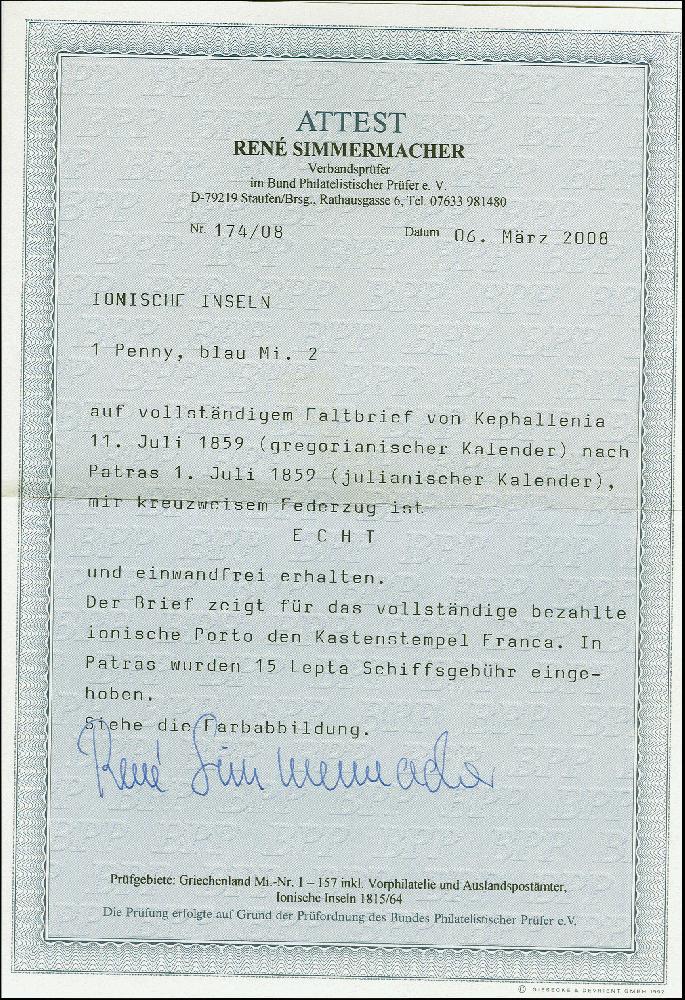 ATTEST
RENÉ SIMMERMACHER
Verbandsprüfer
im Bund Philatelistischer Prüfer e. V.
D-79219 Staufen/Brsg., Rathausgasse 6, Tel. 07633 981480
Nr. 174/08 Datum 06. März 2008
IONISCHE INSELN
1 Penny, blau Mi. 2
auf vollständigem Faltbrief von Kephallenia
11. Juli 1859 (gregorianischer Kalender) nach
Patras 1. Juli 1859 (julianischer Kalender),
mir kreuzweisem Federzug ist
E C H T
und einwandfrei erhalten.
Der Brief zeigt für das vollständige bezahlte
ionische Porto den Kastenstempel Franca. In
Patras wurden 15 Lepta Schiffsgebühr einge-
hoben.
Siehe die Farbabbildung.
René Simmermacher
Prüfgebiete: Griechenland Mi.-Nr. 1 – 157 inkl. Vorphilatelie und Auslandspostämter,
Ionische Inseln 1815/64
Die Prüfung erfolgte auf Grund der Prüfordnung des Bundes Philatelistischer Prüfer e.V.
© GIESECKE & DEVRIENT GMBH 1992